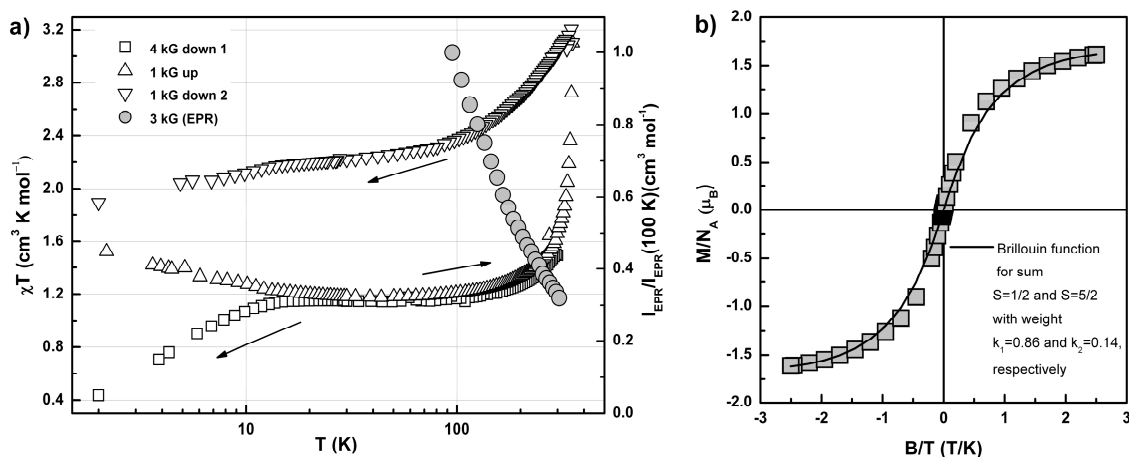 a)
3.2
2.8
2.4
2.0
1.6
1.2
0.8
0.4
χT (cm³ K mol⁻¹)
4 kG down 1
1 kG up
1 kG down 2
3 kG (EPR)
10
100
T (K)
1.0
0.8
0.6
0.4
0.2
0.0
I_EPR/I_EPR(100 K)(cm³ mol⁻¹)
b)
2.0
1.5
1.0
0.5
0.0
-0.5
-1.0
-1.5
-2.0
M/N_A (μ_B)
Brillouin function
for sum
S=1/2 and S=5/2
with weight
k₁=0.86 and k₂=0.14,
respectively
-3
-2
-1
0
1
2
3
B/T (T/K)